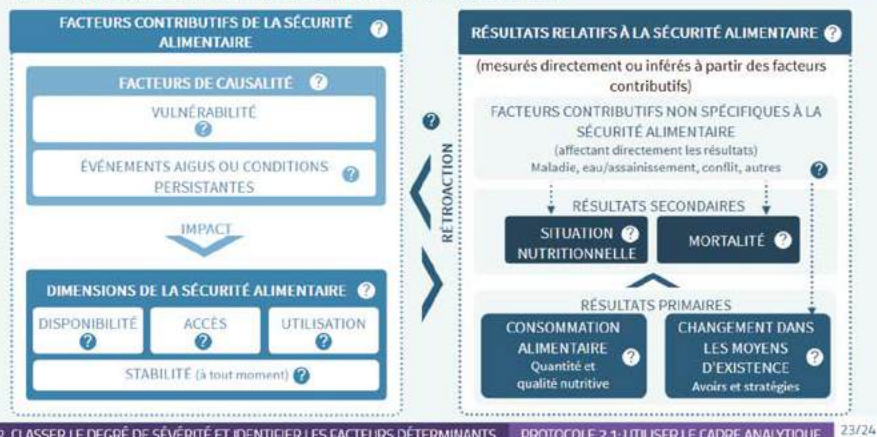 FACTEURS CONTRIBUTIFS DE LA SÉCURITÉ
ALIMENTAIRE ?
FACTEURS DE CAUSALITÉ ?
VULNÉRABILITÉ
?
ÉVÉNEMENTS AIGUS OU CONDITIONS
PERSISTANTES ?
IMPACT
DIMENSIONS DE LA SÉCURITÉ ALIMENTAIRE ?
DISPONIBILITÉ
?
ACCÈS
?
UTILISATION
?
STABILITÉ (à tout moment) ?
?
RÉTROACTION
RÉSULTATS RELATIFS À LA SÉCURITÉ ALIMENTAIRE ?
(mesurés directement ou inférés à partir des facteurs
contributifs)
FACTEURS CONTRIBUTIFS NON SPÉCIFIQUES À LA
SÉCURITÉ ALIMENTAIRE
(affectant directement les résultats)
Maladie, eau/assainissement, conflit, autres ?
RÉSULTATS SECONDAIRES
SITUATION ?
NUTRITIONNELLE
MORTALITÉ ?
RÉSULTATS PRIMAIRES
CONSOMMATION
ALIMENTAIRE ?
Quantité et
qualité nutritive
CHANGEMENT DANS
LES MOYENS ?
D'EXISTENCE
Avoirs et stratégies
CLASSER LE DEGRÉ DE SÉVÉRITÉ ET IDENTIFIER LES FACTEURS DÉTERMINANTS
PROTOCOLE 2.1: UTILISER LE CADRE ANALYTIQUE
23/24